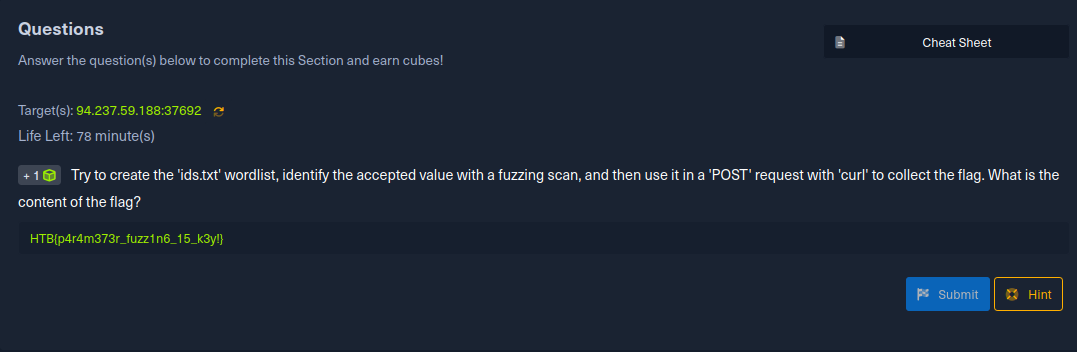 Questions
Cheat Sheet
Answer the question(s) below to complete this Section and earn cubes!
Target(s): 94.237.59.188:37692
Life Left: 78 minute(s)
+ 1 Try to create the 'ids.txt' wordlist, identify the accepted value with a fuzzing scan, and then use it in a 'POST' request with 'curl' to collect the flag. What is the
content of the flag?
HTB{p4r4m373r_fuzz1n6_15_k3y!}
Submit
Hint